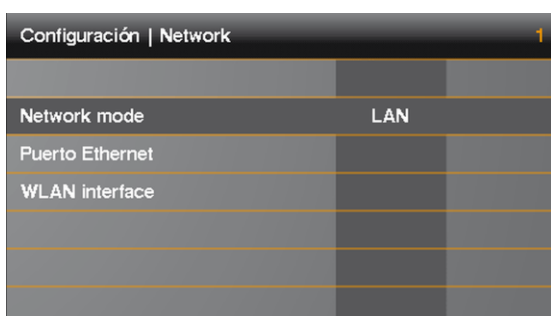 Configuración | Network 1
Network mode LAN
Puerto Ethernet
WLAN interface